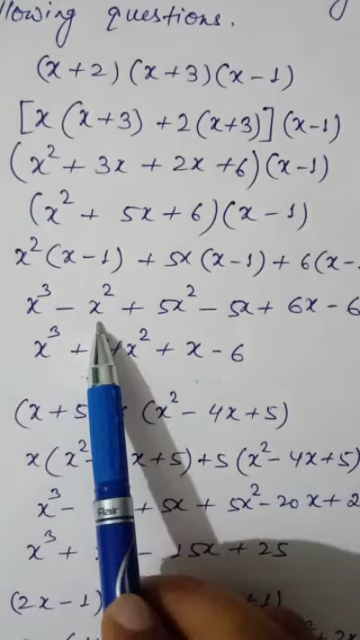 llowing questions.
(x+2)(x+3)(x-1)
[x(x+3)+2(x+3)](x-1)
(x²+3x+2x+6)(x-1)
(x²+5x+6)(x-1)
x²(x-1)+5x(x-1)+6(x-
x³-x²+5x²-5x+6x-6
x³+ x²+x-6
(x+5 (x²-4x+5)
x(x² x+5)+5(x²-4x+5)
x³- +5x+5x²-20x+2
x³+ -15x+25
Flair
(2x-1) +1)